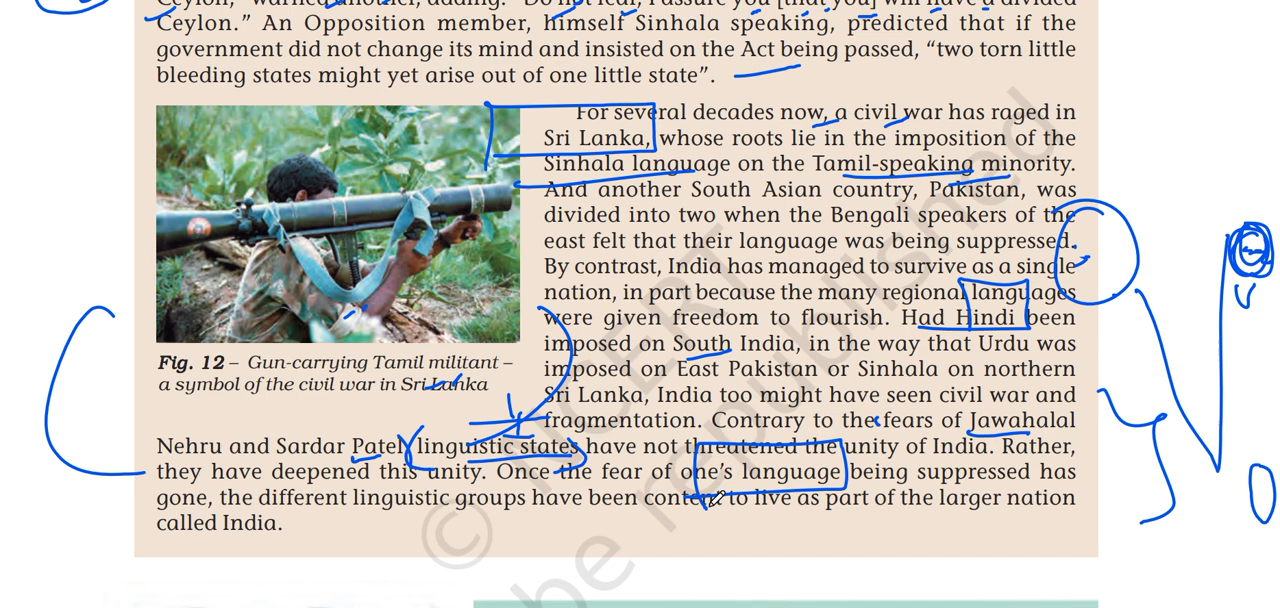 Ceylon," warned another, adding: "Do not fear, I assure you [that you] will have a divided
Ceylon." An Opposition member, himself Sinhala speaking, predicted that if the
government did not change its mind and insisted on the Act being passed, "two torn little
bleeding states might yet arise out of one little state".
For several decades now, a civil war has raged in
Sri Lanka, whose roots lie in the imposition of the
Sinhala language on the Tamil-speaking minority.
And another South Asian country, Pakistan, was
divided into two when the Bengali speakers of the
east felt that their language was being suppressed.
By contrast, India has managed to survive as a single
nation, in part because the many regional languages
were given freedom to flourish. Had Hindi been
imposed on South India, in the way that Urdu was
imposed on East Pakistan or Sinhala on northern
Sri Lanka, India too might have seen civil war and
fragmentation. Contrary to the fears of Jawahalal
Nehru and Sardar Patel, linguistic states have not threatened the unity of India. Rather,
they have deepened this unity. Once the fear of one's language being suppressed has
gone, the different linguistic groups have been content to live as part of the larger nation
called India.
Fig. 12 – Gun-carrying Tamil militant –
a symbol of the civil war in Sri Lanka
© NCERT
be republished